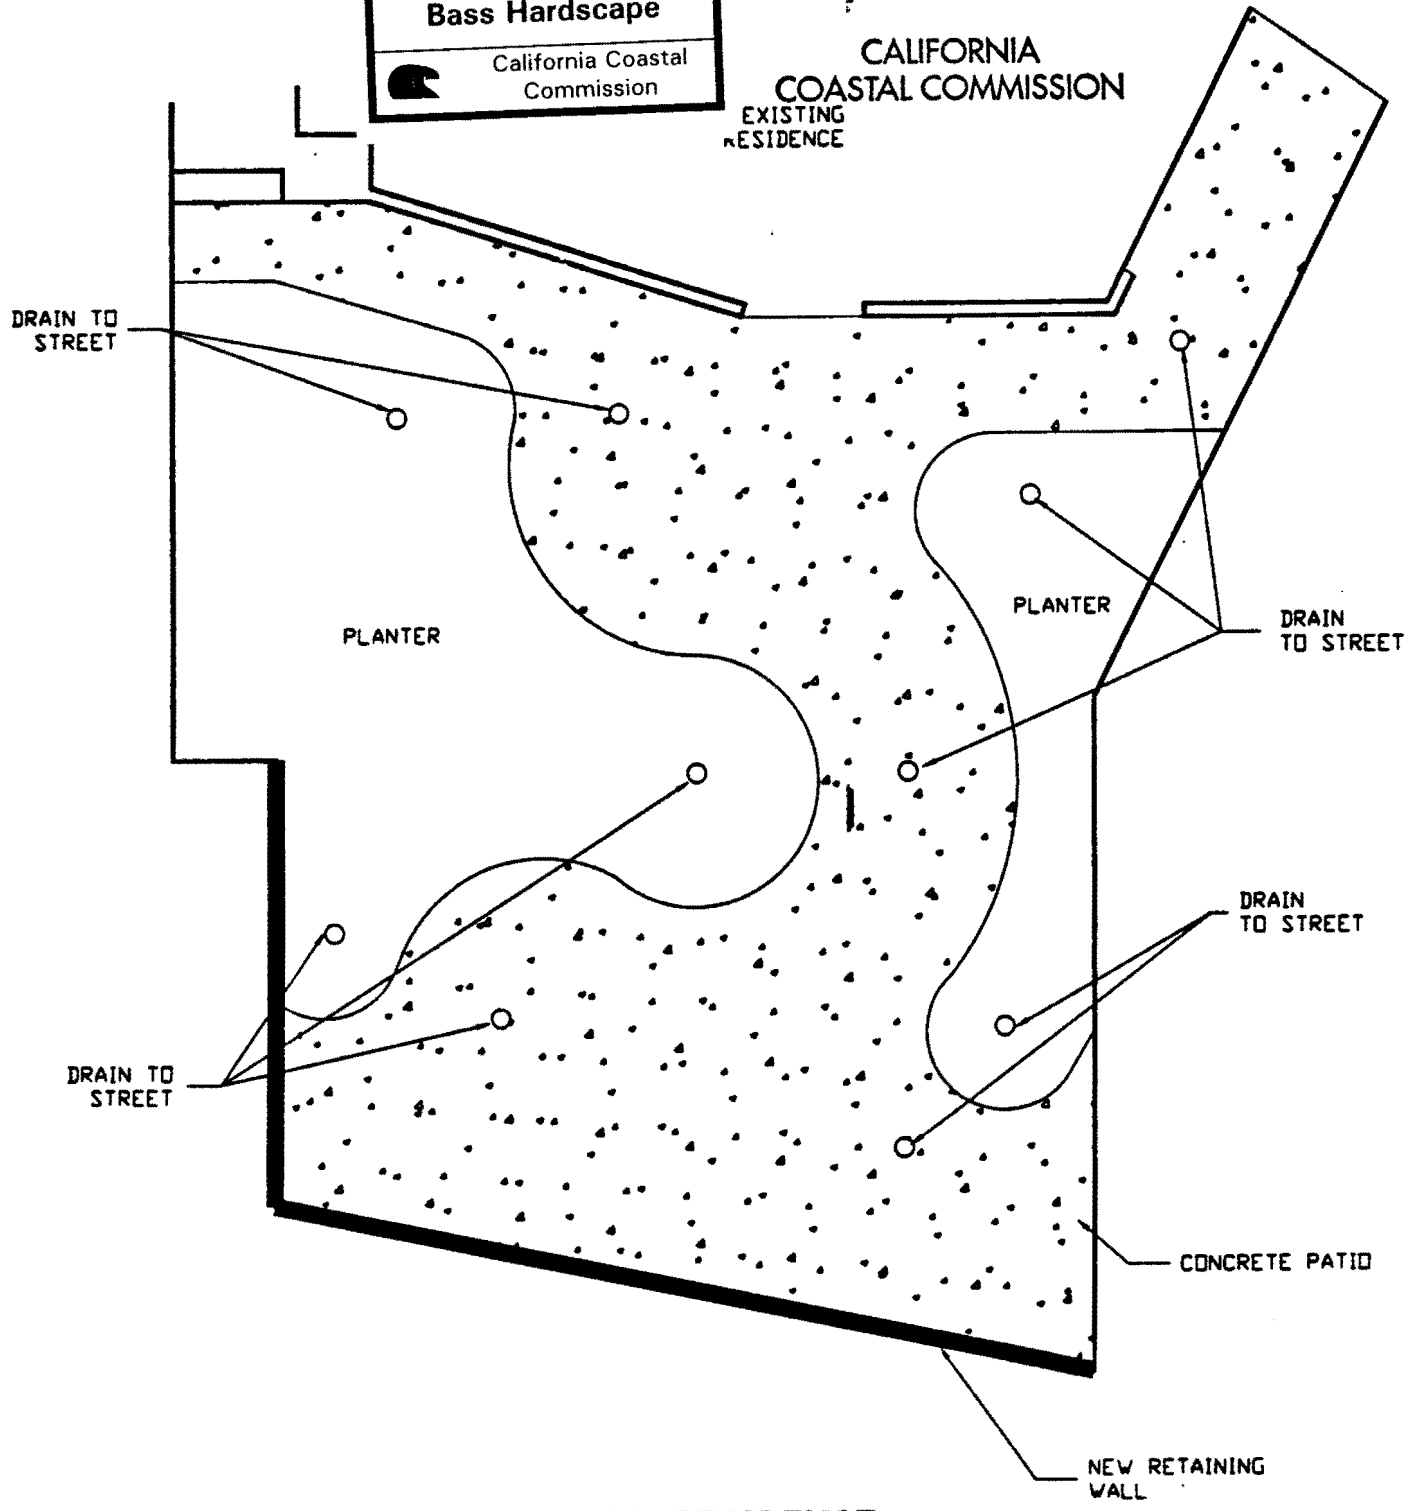 Bass Hardscape
California Coastal
Commission
CALIFORNIA
COASTAL COMMISSION
EXISTING
RESIDENCE
DRAIN TO
STREET
PLANTER
PLANTER
DRAIN
TO STREET
DRAIN
TO STREET
DRAIN TO
STREET
CONCRETE PATIO
NEW RETAINING
WALL